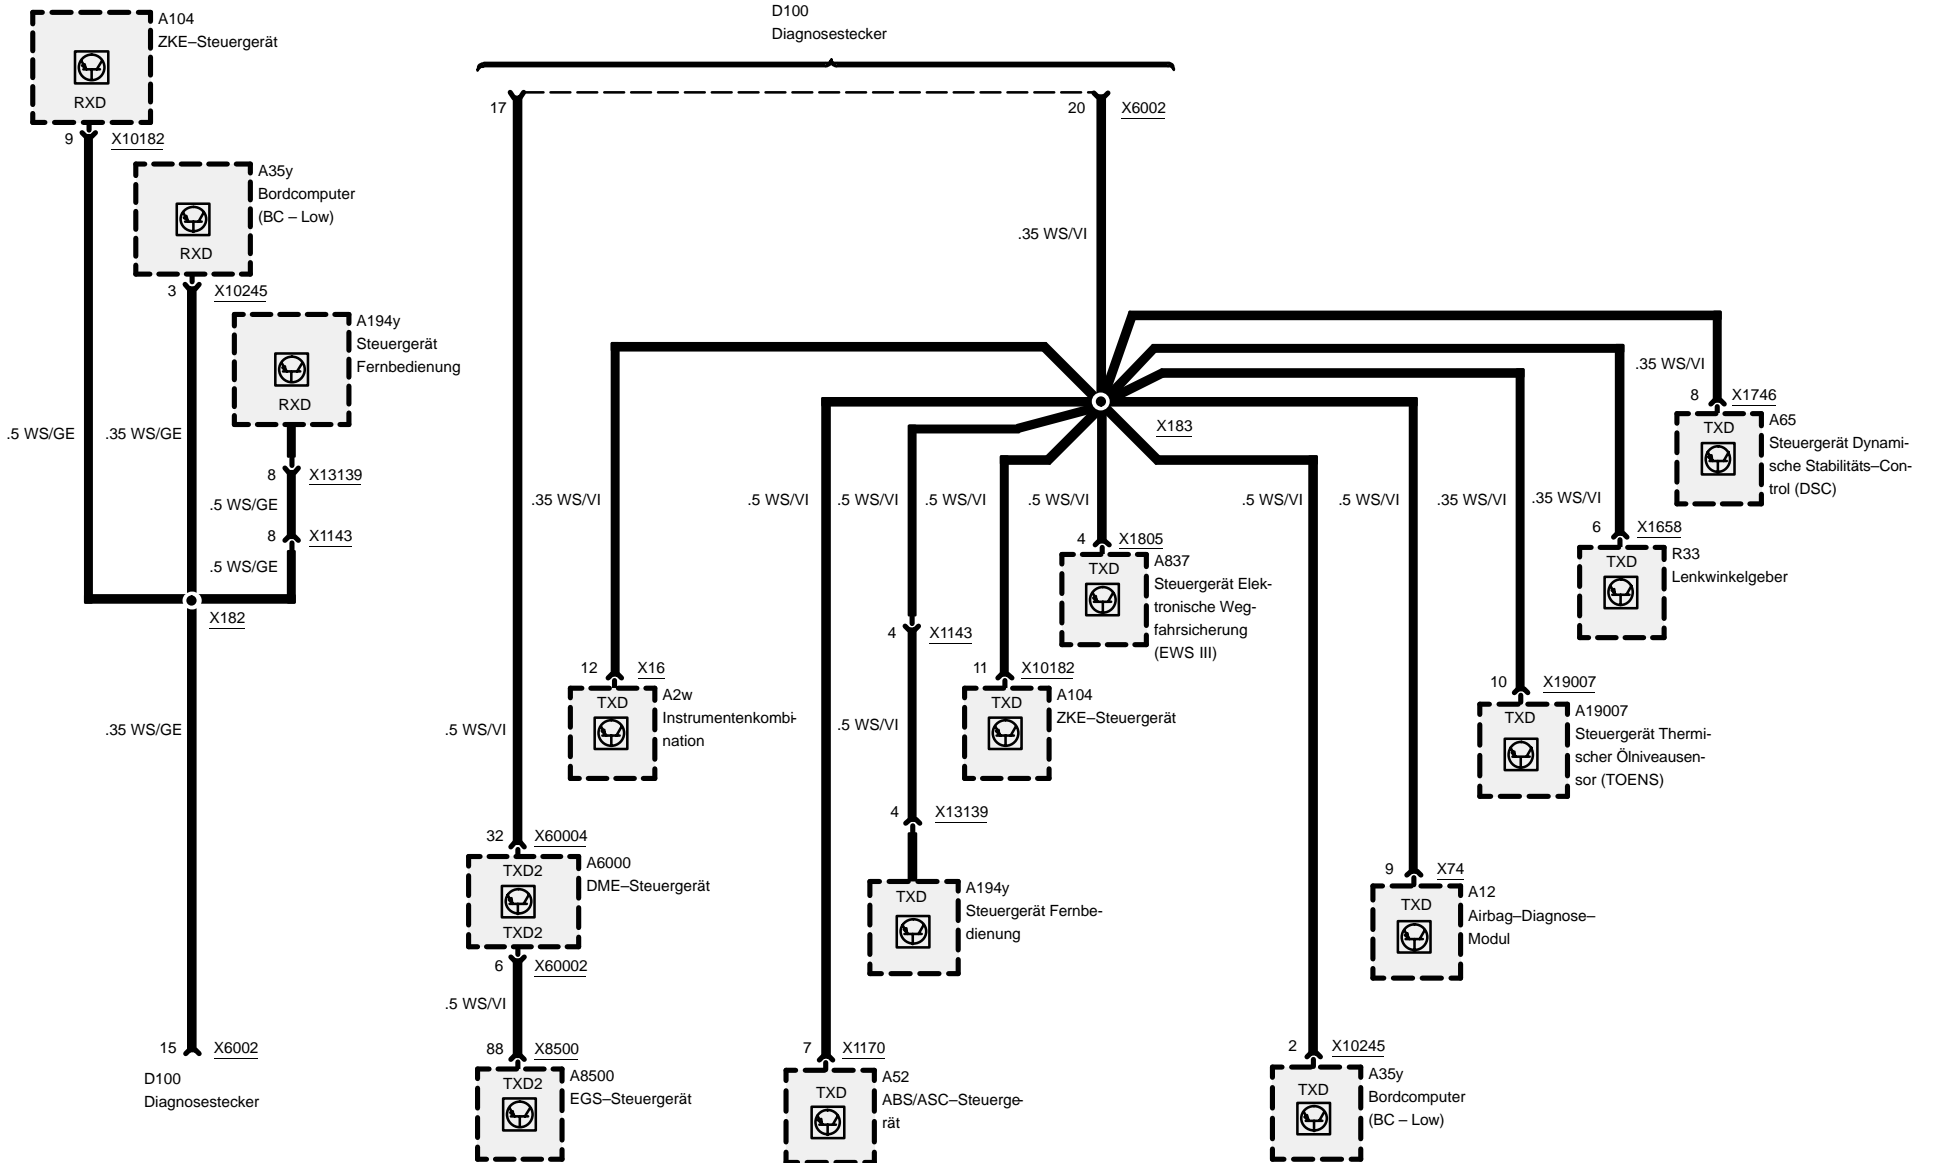 A104
ZKE–Steuergerät
RXD
9
X10182
A35y
Bordcomputer
(BC – Low)
RXD
3
X10245
A194y
Steuergerät
Fernbedienung
RXD
.5 WS/GE
.35 WS/GE
8
X13139
.5 WS/GE
8
X1143
.5 WS/GE
X182
.35 WS/GE
15
X6002
D100
Diagnosestecker
D100
Diagnosestecker
17
20
X6002
.35 WS/VI
X183
.35 WS/VI
.5 WS/VI
.5 WS/VI
.5 WS/VI
.5 WS/VI
.5 WS/VI
.5 WS/VI
.35 WS/VI
.35 WS/VI
.35 WS/VI
8
X1746
TXD
A65
Steuergerät Dynami-
sche Stabilitäts–Con-
trol (DSC)
6
X1658
TXD
R33
Lenkwinkelgeber
4
X1805
TXD
A837
Steuergerät Elek-
tronische Weg-
fahrsicherung
(EWS III)
4
X1143
12
X16
TXD
A2w
Instrumentenkombi-
nation
.5 WS/VI
.5 WS/VI
11
X10182
TXD
A104
ZKE–Steuergerät
10
X19007
TXD
A19007
Steuergerät Thermi-
scher Ölniveausen-
sor (TOENS)
4
X13139
32
X60004
TXD2
A6000
DME–Steuergerät
TXD2
6
X60002
.5 WS/VI
TXD
A194y
Steuergerät Fernbe-
dienung
9
X74
TXD
A12
Airbag–Diagnose–
Modul
88
X8500
TXD2
A8500
EGS–Steuergerät
7
X1170
TXD
A52
ABS/ASC–Steuerge-
rät
2
X10245
TXD
A35y
Bordcomputer
(BC – Low)